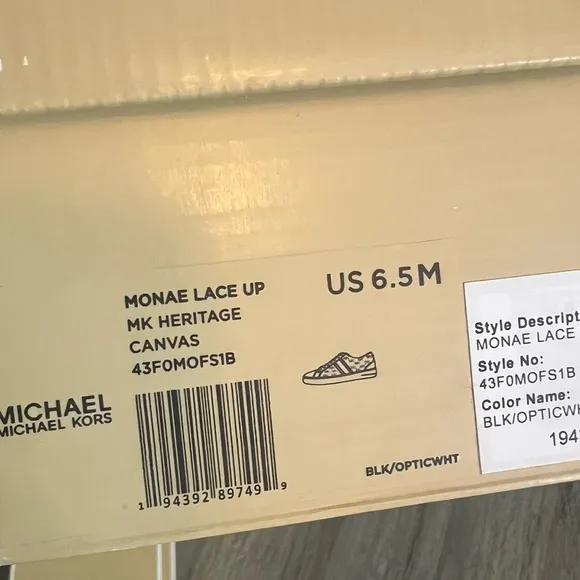 MONAE LACE UP
MK HERITAGE
CANVAS
43F0MOFS1B
US 6.5M
MICHAEL
MICHAEL KORS
1 94392 89749 9
BLK/OPTICWHT
Style Descript
MONAE LACE
Style No:
43F0MOFS1B
Color Name:
BLK/OPTICWH
194